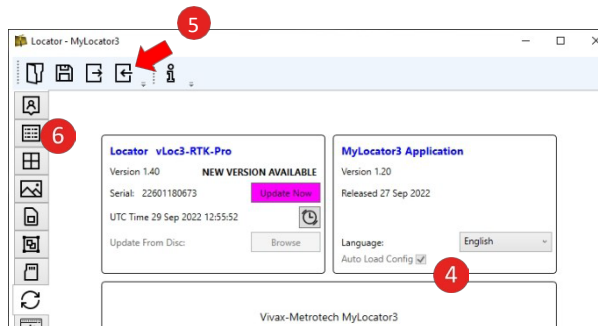 5
Locator - MyLocator3
6
Locator vLoc3-RTK-Pro
Version 1.40 NEW VERSION AVAILABLE
Serial: 22601180673 Update Now
UTC Time 29 Sep 2022 12:55:52
Update From Disc: Browse
MyLocator3 Application
Version 1.20
Released 27 Sep 2022
Language: English
Auto Load Config
4
Vivax-Metrotech MyLocator3